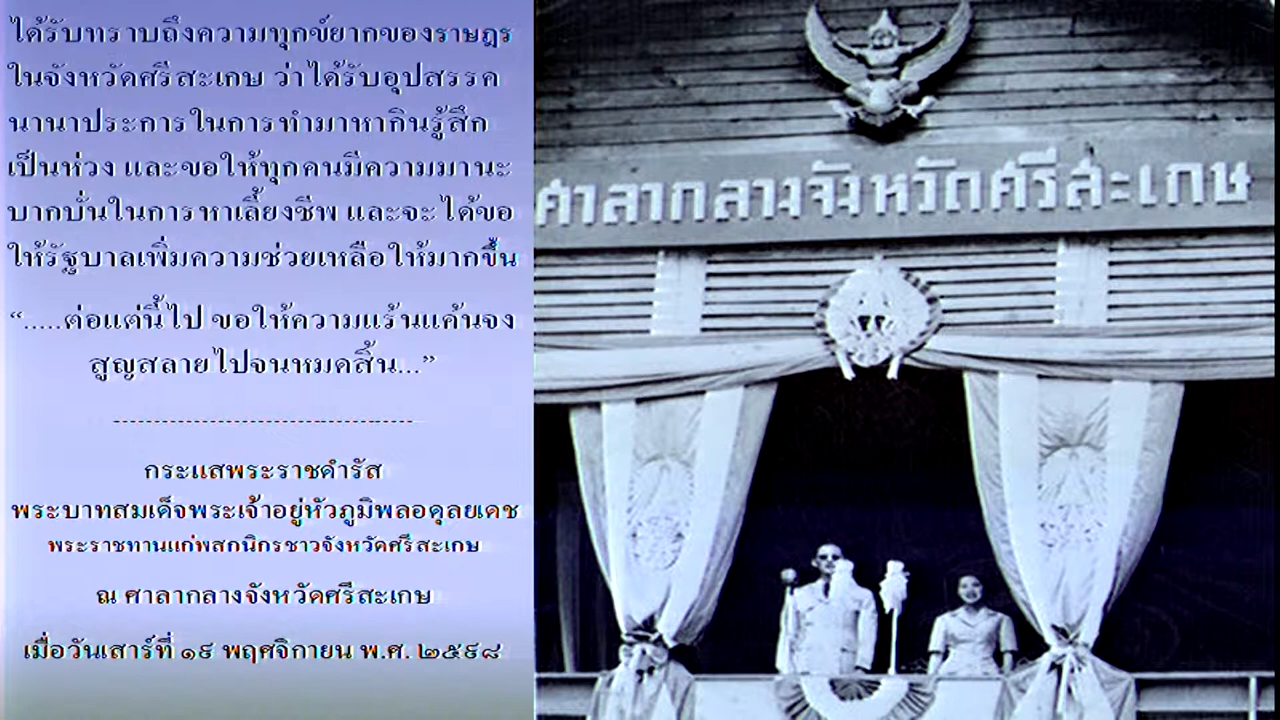 ได้รับทราบถึงความทุกข์ยากของราษฎร
ในจังหวัดศรีสะเกษ ว่าได้รับอุปสรรค
นานาประการในการทำมาหากินรู้สึก
เป็นห่วง และขอให้ทุกคนมีความมานะ
บากบั่นในการหาเลี้ยงชีพ และจะได้ขอ
ให้รัฐบาลเพิ่มความช่วยเหลือให้มากขึ้น
“.....ต่อแต่นี้ไป ขอให้ความแร้นแค้นจง
สูญสลายไปจนหมดสิ้น...”
กระแสพระราชดำรัส
พระบาทสมเด็จพระเจ้าอยู่หัวภูมิพลอดุลยเดช
พระราชทานแก่พสกนิกรชาวจังหวัดศรีสะเกษ
ณ ศาลากลางจังหวัดศรีสะเกษ
เมื่อวันเสาร์ที่ ๑๙ พฤศจิกายน พ.ศ. ๒๕๙๘
ศาลากลางจังหวัดศรีสะเกษ